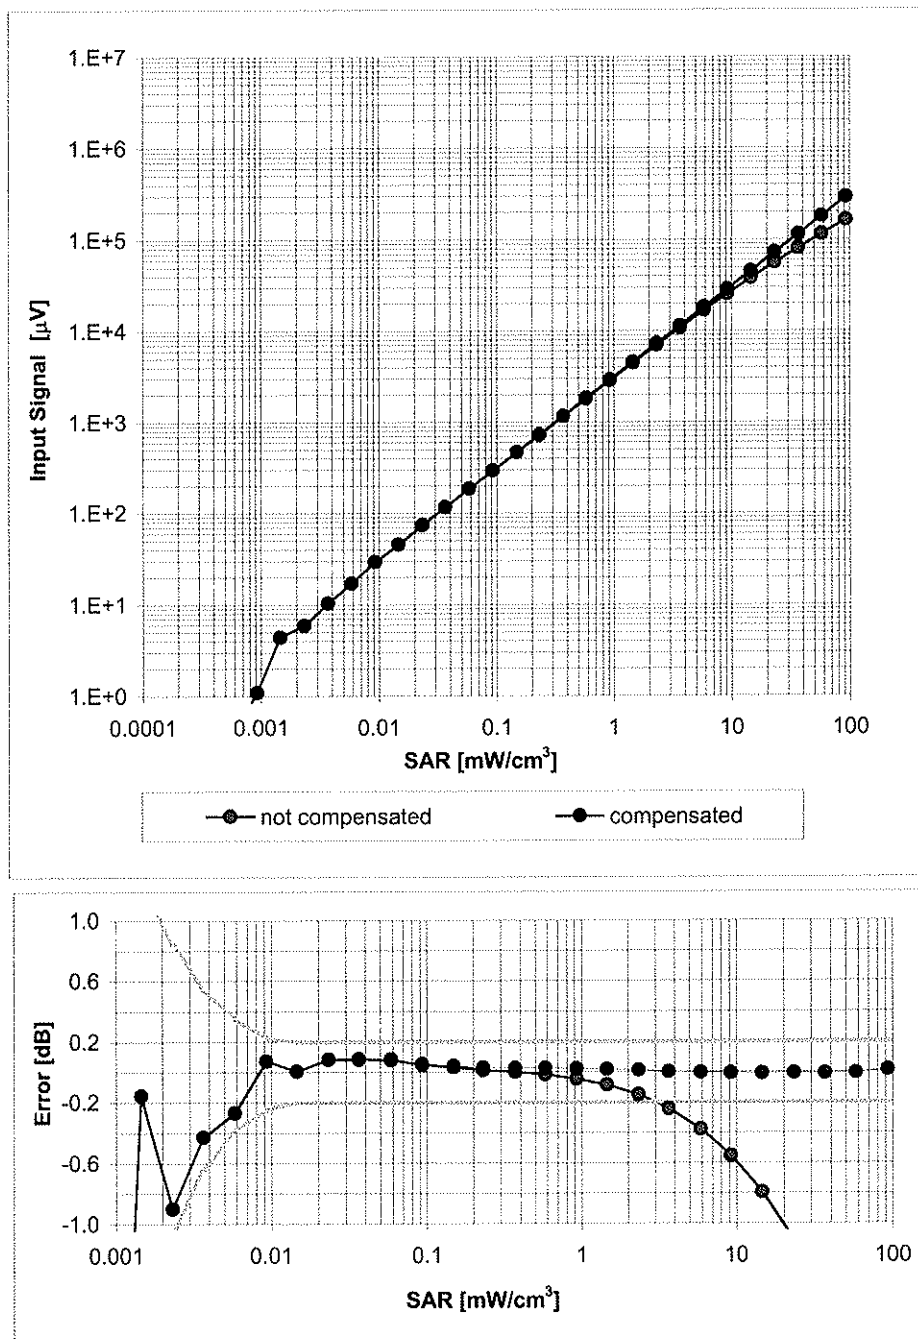 1.E+7
1.E+6
1.E+5
1.E+4
1.E+3
1.E+2
1.E+1
1.E+0
Input Signal [µV]
0.0001 0.001 0.01 0.1 1 10 100
SAR [mW/cm³]
not compensated compensated
1.0
0.6
0.2
-0.2
-0.6
-1.0
Error [dB]
0.001 0.01 0.1 1 10 100
SAR [mW/cm³]